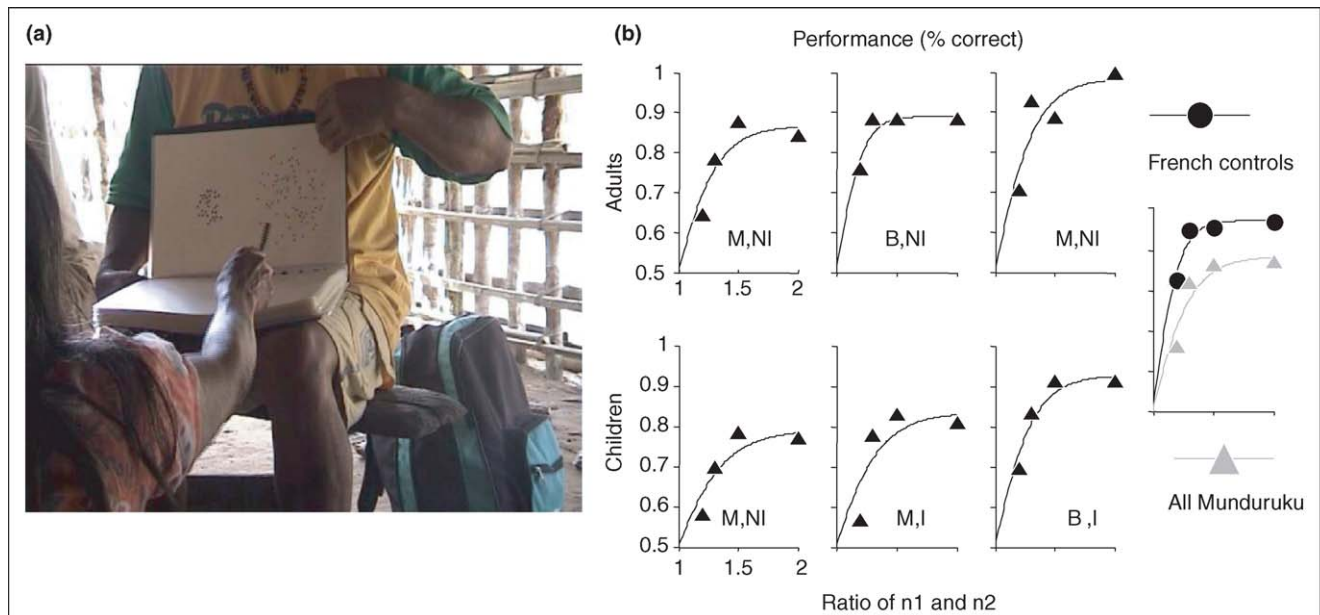 (a)
(b)
Performance (% correct)
1
0.9
0.8
0.7
0.6
0.5
Adults
M,NI
B,NI
M,NI
1
1.5
2
French controls
0.9
0.8
0.7
0.6
0.5
Children
M,NI
M,I
B ,I
1
1.5
2
All Munduruku
Ratio of n1 and n2